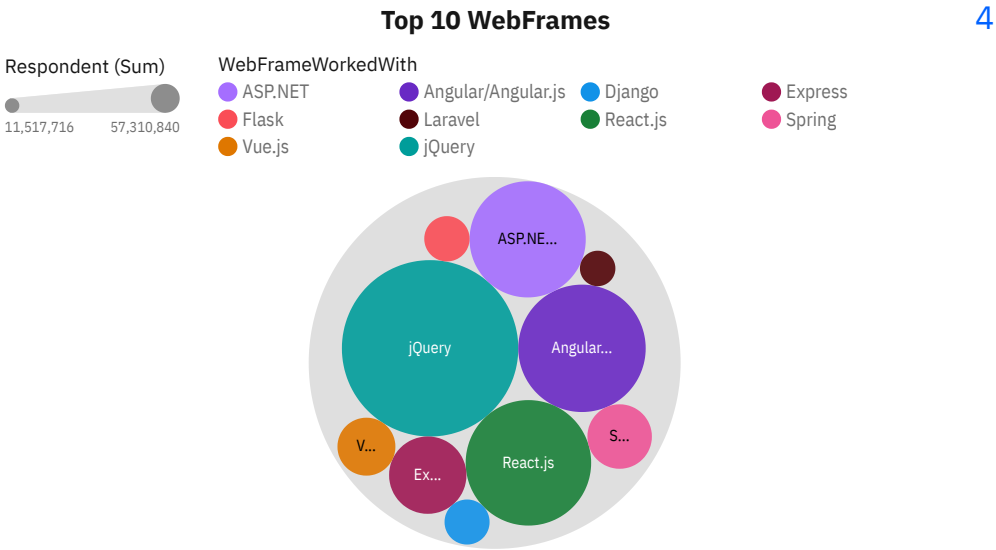 Top 10 WebFrames
4
Respondent (Sum)
11,517,716 57,310,840
WebFrameWorkedWith
ASP.NET Angular/Angular.js Django Express
Flask Laravel React.js Spring
Vue.js jQuery
ASP.NE...
jQuery
Angular...
V...
Ex...
React.js
S...